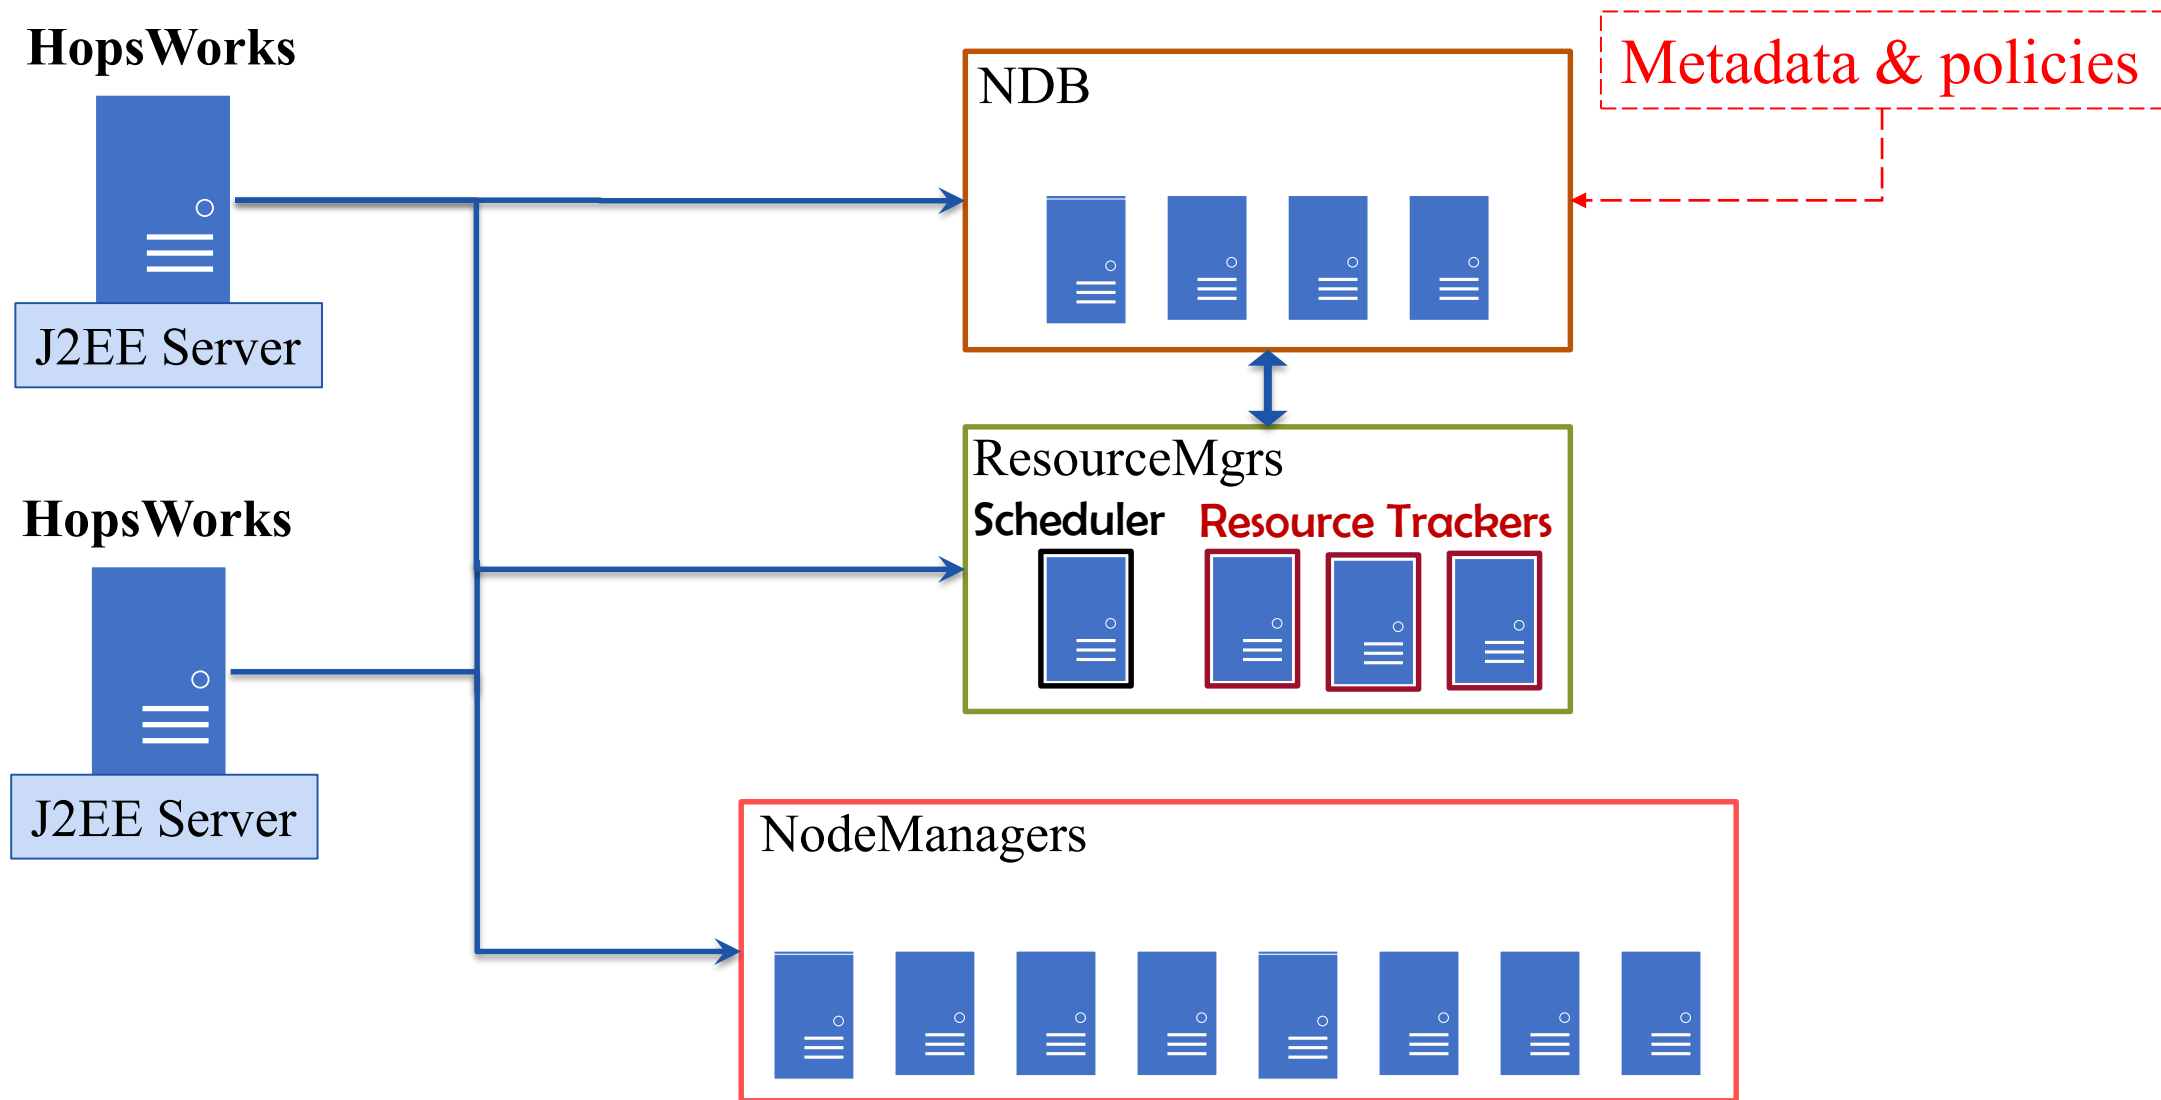 HopsWorks
J2EE Server
HopsWorks
J2EE Server
NDB
Metadata & policies
ResourceMgrs
Scheduler
Resource Trackers
NodeManagers